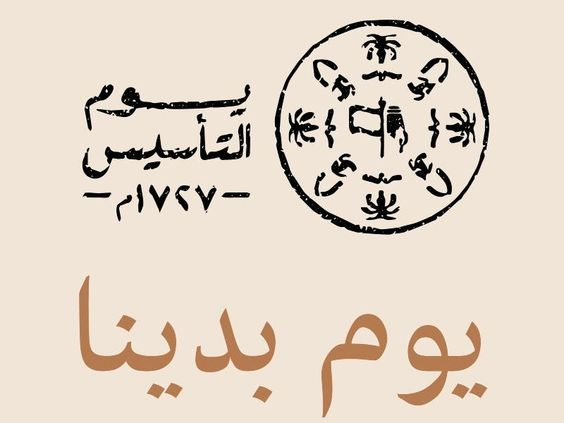 يوم
التأسيس
-١٧٢٧م-
يوم بدينا